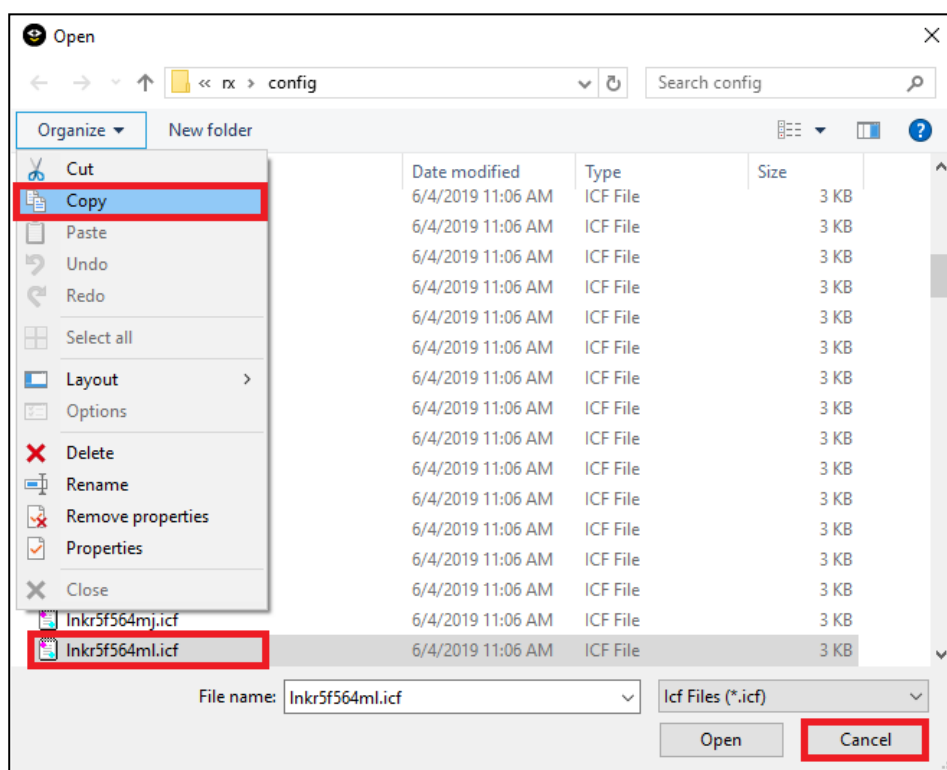 Open
« rx > config
Search config
Organize
New folder
Cut
Copy
Paste
Undo
Redo
Select all
Layout
Options
Delete
Rename
Remove properties
Properties
Close
Date modified Type Size
6/4/2019 11:06 AM ICF File 3 KB
6/4/2019 11:06 AM ICF File 3 KB
6/4/2019 11:06 AM ICF File 3 KB
6/4/2019 11:06 AM ICF File 3 KB
6/4/2019 11:06 AM ICF File 3 KB
6/4/2019 11:06 AM ICF File 3 KB
6/4/2019 11:06 AM ICF File 3 KB
6/4/2019 11:06 AM ICF File 3 KB
6/4/2019 11:06 AM ICF File 3 KB
6/4/2019 11:06 AM ICF File 3 KB
6/4/2019 11:06 AM ICF File 3 KB
6/4/2019 11:06 AM ICF File 3 KB
6/4/2019 11:06 AM ICF File 3 KB
6/4/2019 11:06 AM ICF File 3 KB
lnkr5f564mj.icf 6/4/2019 11:06 AM ICF File 3 KB
lnkr5f564ml.icf 6/4/2019 11:06 AM ICF File 3 KB
File name: lnkr5f564ml.icf
Icf Files (*.icf)
Open
Cancel